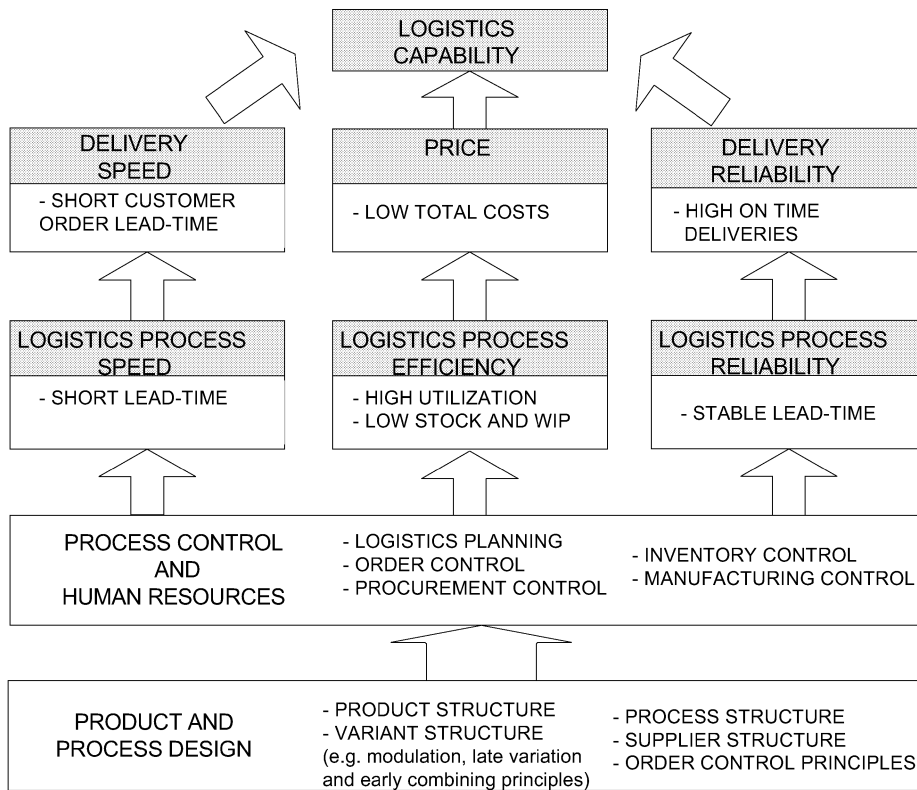 LOGISTICS
CAPABILITY
DELIVERY
SPEED
- SHORT CUSTOMER
ORDER LEAD-TIME
PRICE
- LOW TOTAL COSTS
DELIVERY
RELIABILITY
- HIGH ON TIME
DELIVERIES
LOGISTICS PROCESS
SPEED
- SHORT LEAD-TIME
LOGISTICS PROCESS
EFFICIENCY
- HIGH UTILIZATION
- LOW STOCK AND WIP
LOGISTICS PROCESS
RELIABILITY
- STABLE LEAD-TIME
PROCESS CONTROL
AND
HUMAN RESOURCES
- LOGISTICS PLANNING
- ORDER CONTROL
- PROCUREMENT CONTROL
- INVENTORY CONTROL
- MANUFACTURING CONTROL
PRODUCT AND
PROCESS DESIGN
- PRODUCT STRUCTURE
- VARIANT STRUCTURE
(e.g. modulation, late variation
and early combining principles)
- PROCESS STRUCTURE
- SUPPLIER STRUCTURE
- ORDER CONTROL PRINCIPLES